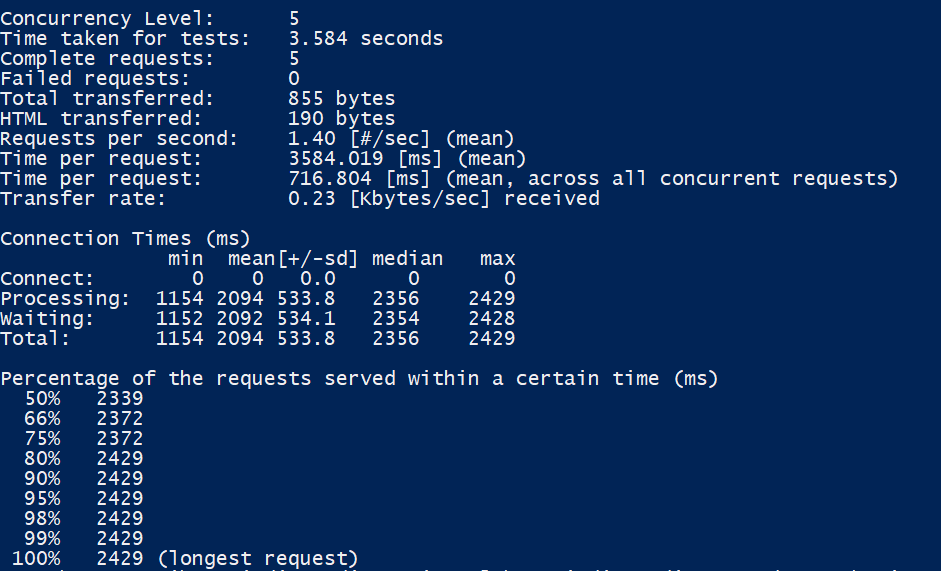 Concurrency Level:      5
Time taken for tests:   3.584 seconds
Complete requests:      5
Failed requests:        0
Total transferred:      855 bytes
HTML transferred:       190 bytes
Requests per second:    1.40 [#/sec] (mean)
Time per request:       3584.019 [ms] (mean)
Time per request:       716.804 [ms] (mean, across all concurrent requests)
Transfer rate:          0.23 [Kbytes/sec] received

Connection Times (ms)
              min  mean[+/-sd] median   max
Connect:        0    0   0.0      0       0
Processing:  1154 2094 533.8   2356    2429
Waiting:     1152 2092 534.1   2354    2428
Total:       1154 2094 533.8   2356    2429

Percentage of the requests served within a certain time (ms)
  50%   2339
  66%   2372
  75%   2372
  80%   2429
  90%   2429
  95%   2429
  98%   2429
  99%   2429
 100%   2429 (longest request)